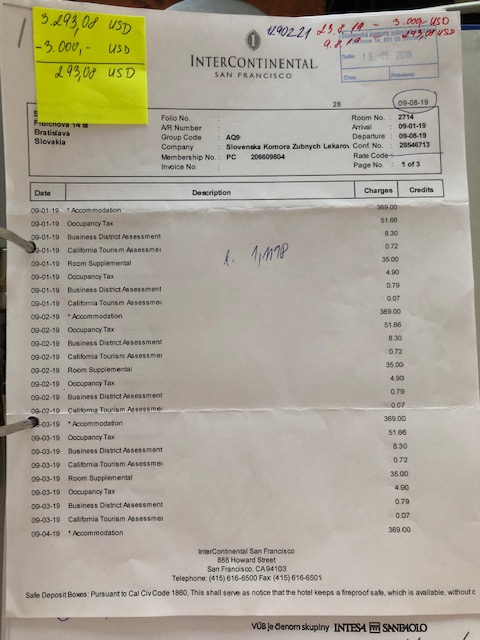 3.293,08 USD
-3.000,- USD
293,08 USD
1290221
23.8.19 - 3.000,- USD
9.8.19 293,08 USD
INTERCONTINENTAL
SAN FRANCISCO
2019
28 09-08-19
Bratislava
Slovakia
Folio No. :
A/R Number :
Group Code : AQ9
Company : Slovenska Komora Zubnych Lekarov
Membership No. : PC 206609804
Invoice No. :
Room No. : 2714
Arrival : 09-01-19
Departure : 09-08-19
Conf. No. : 28546713
Rate Code :
Page No. : 1 of 3
Date Description Charges Credits
09-01-19 * Accommodation 369.00
09-01-19 Occupancy Tax 51.66
09-01-19 Business District Assessment 8.30
09-01-19 California Tourism Assessmer 0.72
09-01-19 Room Supplemental 35.00
09-01-19 Occupancy Tax 4.90
09-01-19 Business District Assessment 0.79
09-01-19 California Tourism Assessmer 0.07
09-02-19 * Accommodation 369.00
09-02-19 Occupancy Tax 51.66
09-02-19 Business District Assessment 8.30
09-02-19 California Tourism Assessmer 0.72
09-02-19 Room Supplemental 35.00
09-02-19 Occupancy Tax 4.90
09-02-19 Business District Assessment 0.79
09-02-19 California Tourism Assessmer 0.07
09-03-19 * Accommodation 369.00
09-03-19 Occupancy Tax 51.66
09-03-19 Business District Assessment 8.30
09-03-19 California Tourism Assessmer 0.72
09-03-19 Room Supplemental 35.00
09-03-19 Occupancy Tax 4.90
09-03-19 Business District Assessment 0.79
09-03-19 California Tourism Assessmer 0.07
09-04-19 * Accommodation 369.00
InterContinental San Francisco
888 Howard Street
San Francisco, CA 94103
Telephone: (415) 616-6500 Fax (415) 616-6501
Safe Deposit Boxes: Pursuant to Cal Civ Code 1860, This shall serve as notice that the hotel keeps a fireproof safe, which is available, without c
VÚB je členom skupiny INTESA SANPAOLO